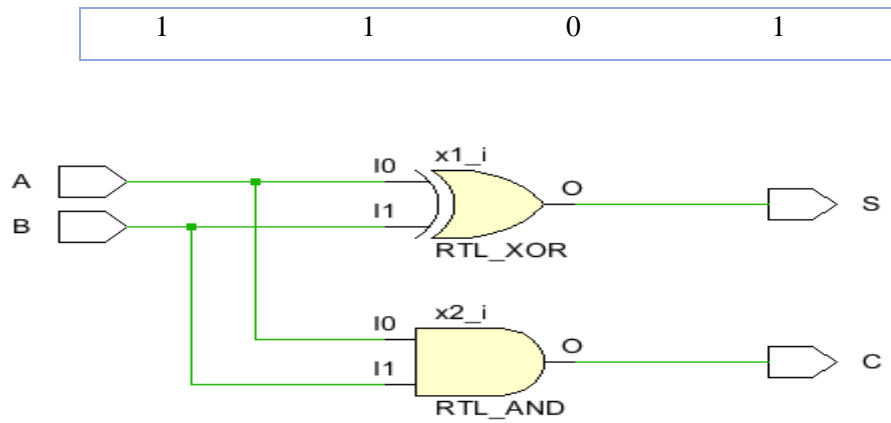 1 1 0 1
x1_i
A I0 O S
B I1
RTL_XOR
x2_i
I0 O C
I1
RTL_AND